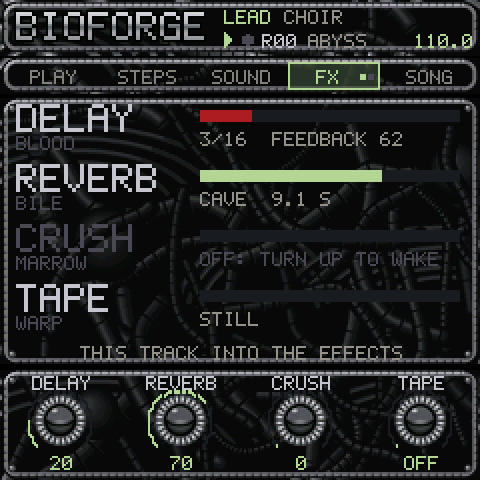 BIOFORGE
LEAD CHOIR
R00 ABYSS 110.0
PLAY STEPS SOUND FX SONG
DELAY
BLOOD
3/16 FEEDBACK 62
REVERB
BILE
CAVE 9.1 S
CRUSH
MARROW
OFF: TURN UP TO WAKE
TAPE
WARP
STILL
THIS TRACK INTO THE EFFECTS
DELAY REVERB CRUSH TAPE
20 70 0 OFF